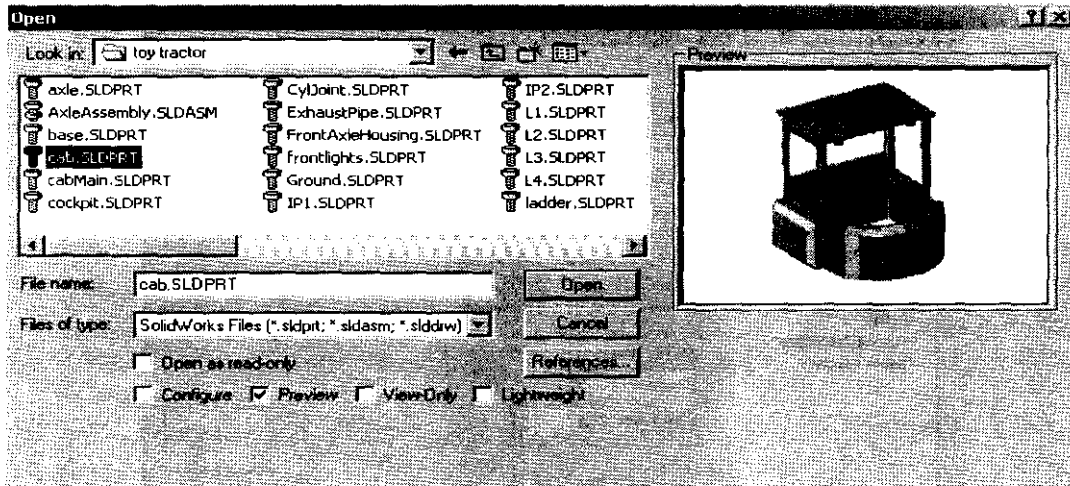 Open
Look in: toy tractor
Preview
axle.SLDPRT
AxleAssembly.SLDASM
base.SLDPRT
cab.SLDPRT
cabMain.SLDPRT
cockpit.SLDPRT
CylJoint.SLDPRT
ExhaustPipe.SLDPRT
FrontAxleHousing.SLDPRT
frontlights.SLDPRT
Ground.SLDPRT
IP1.SLDPRT
IP2.SLDPRT
L1.SLDPRT
L2.SLDPRT
L3.SLDPRT
L4.SLDPRT
ladder.SLDPRT
File name: cab.SLDPRT Open
Files of type: SolidWorks Files (*.sldprt; *.sldasm; *.slddrw) Cancel
Open as read-only References...
Configure Preview View-Only Lightweight